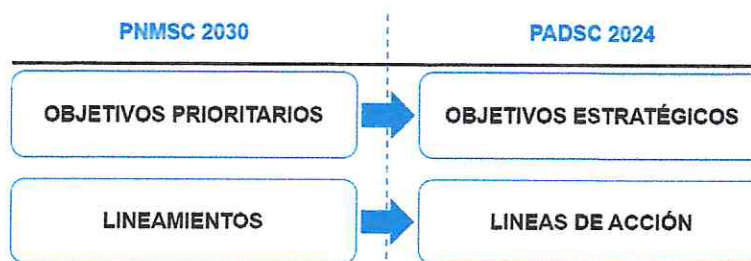 PNMSC 2030 PADSC 2024
OBJETIVOS PRIORITARIOS OBJETIVOS ESTRATÉGICOS
LINEAMIENTOS LINEAS DE ACCIÓN